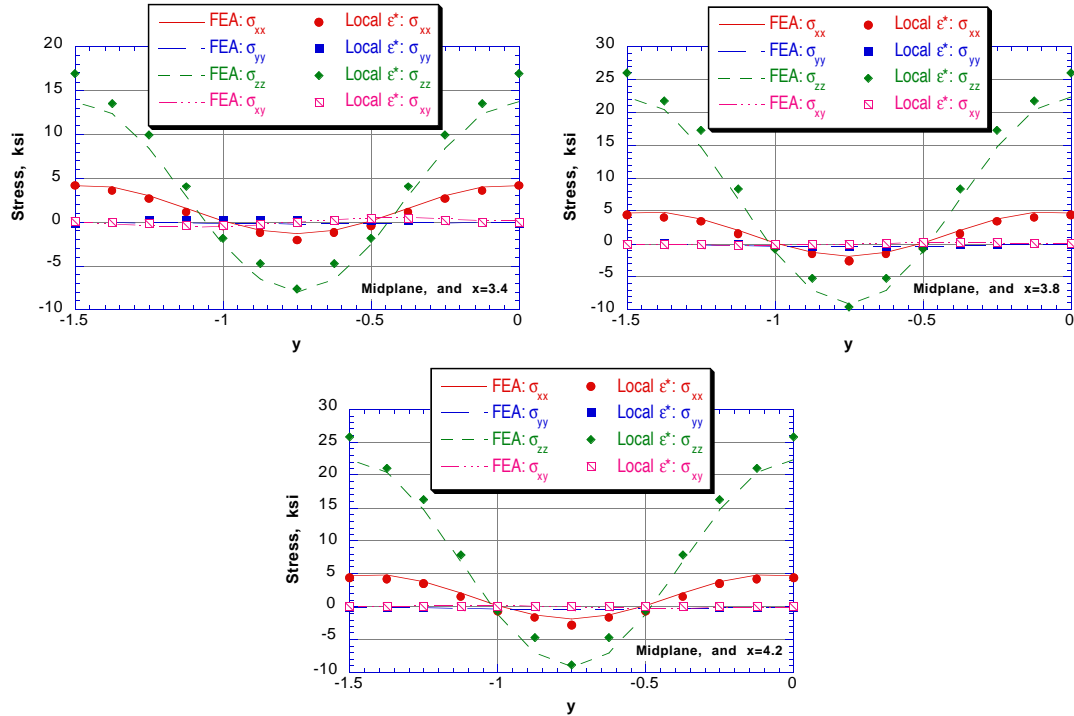 FEA: σxx Local ε*: σxx
FEA: σyy Local ε*: σyy
FEA: σzz Local ε*: σzz
FEA: σxy Local ε*: σxy
20
15
10
5
0
-5
-10
Stress, ksi
Midplane, and x=3.4
-1.5 -1 -0.5 0
y
FEA: σxx Local ε*: σxx
FEA: σyy Local ε*: σyy
FEA: σzz Local ε*: σzz
FEA: σxy Local ε*: σxy
30
25
20
15
10
5
0
-5
-10
Stress, ksi
Midplane, and x=3.8
-1.5 -1 -0.5 0
y
FEA: σxx Local ε*: σxx
FEA: σyy Local ε*: σyy
FEA: σzz Local ε*: σzz
FEA: σxy Local ε*: σxy
30
25
20
15
10
5
0
-5
-10
Stress, ksi
Midplane, and x=4.2
-1.5 -1 -0.5 0
y